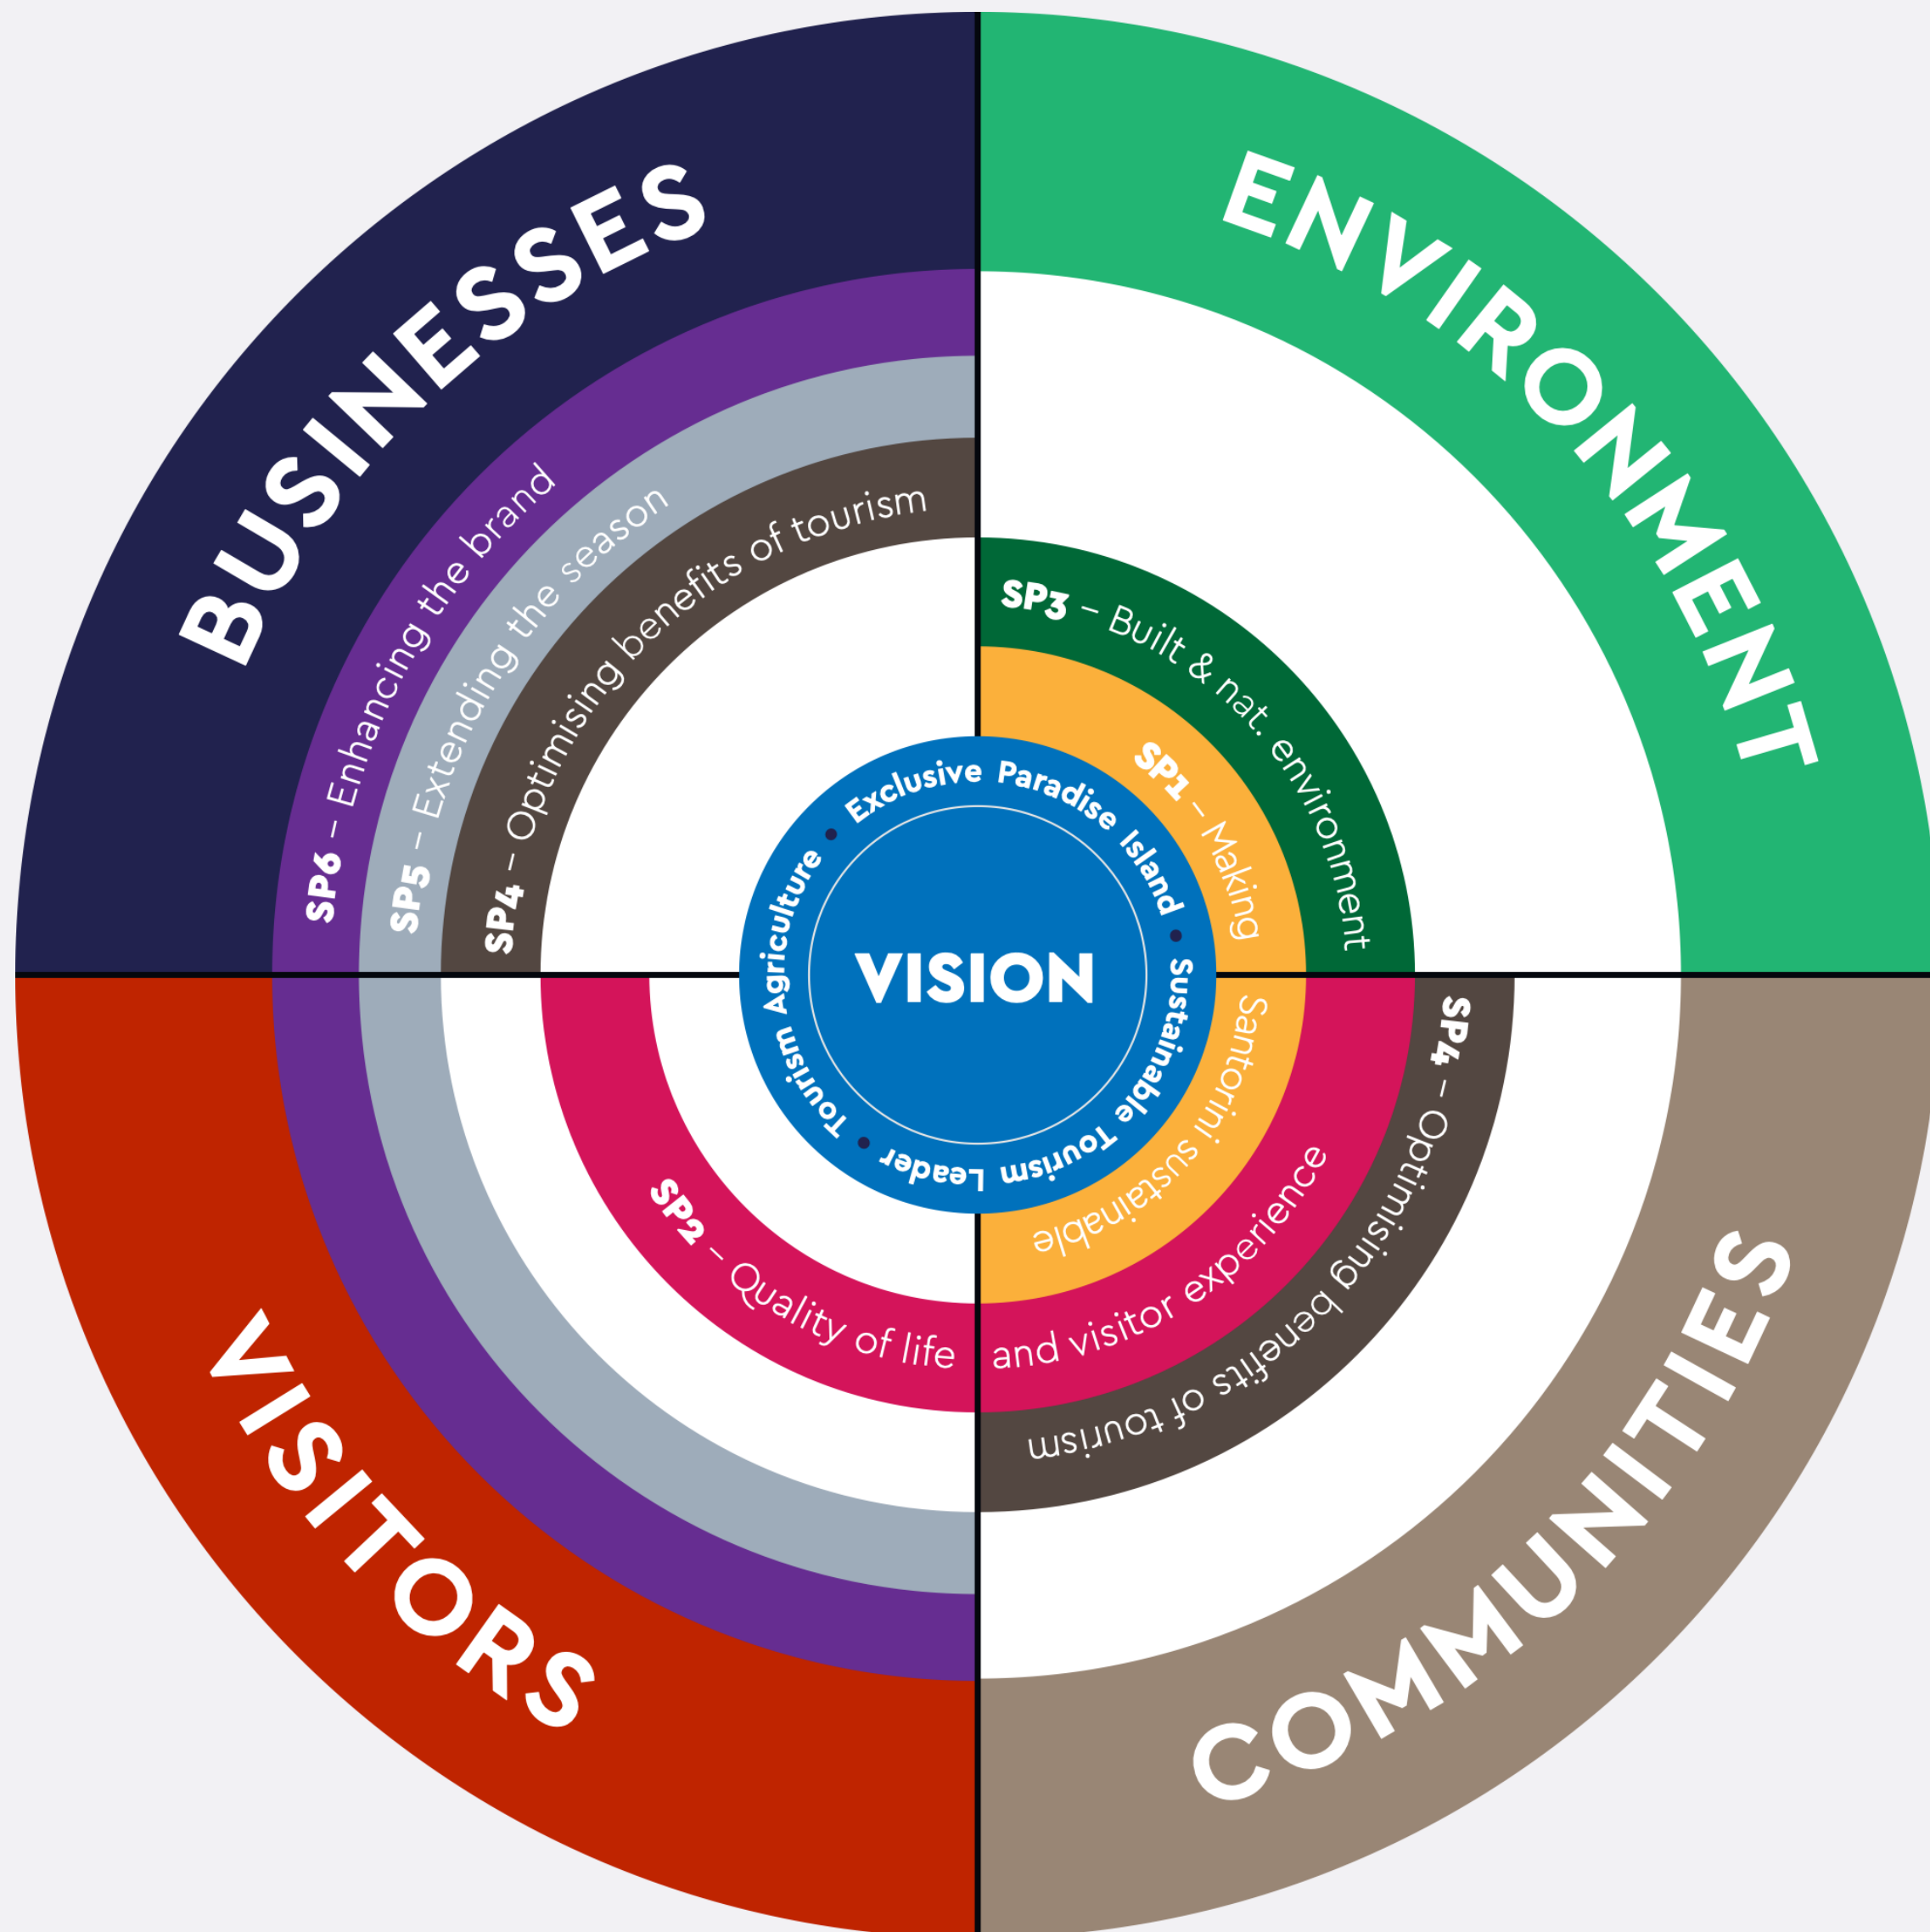 BUSINESSES
ENVIRONMENT
SP6 – Enhancing the brand
SP5 – Extending the season
SP4 – Optimising benefits of tourism
SP3 – Built & nat. environment
SP1 – Making Santorini sustainable
Exclusive Paradise Island • sustainable Tourism Leader • Tourism Agriculture •
VISION
SP2 – Quality of life and visitor experience
SP4 – Optimising benefits of tourism
VISITORS
COMMUNITIES